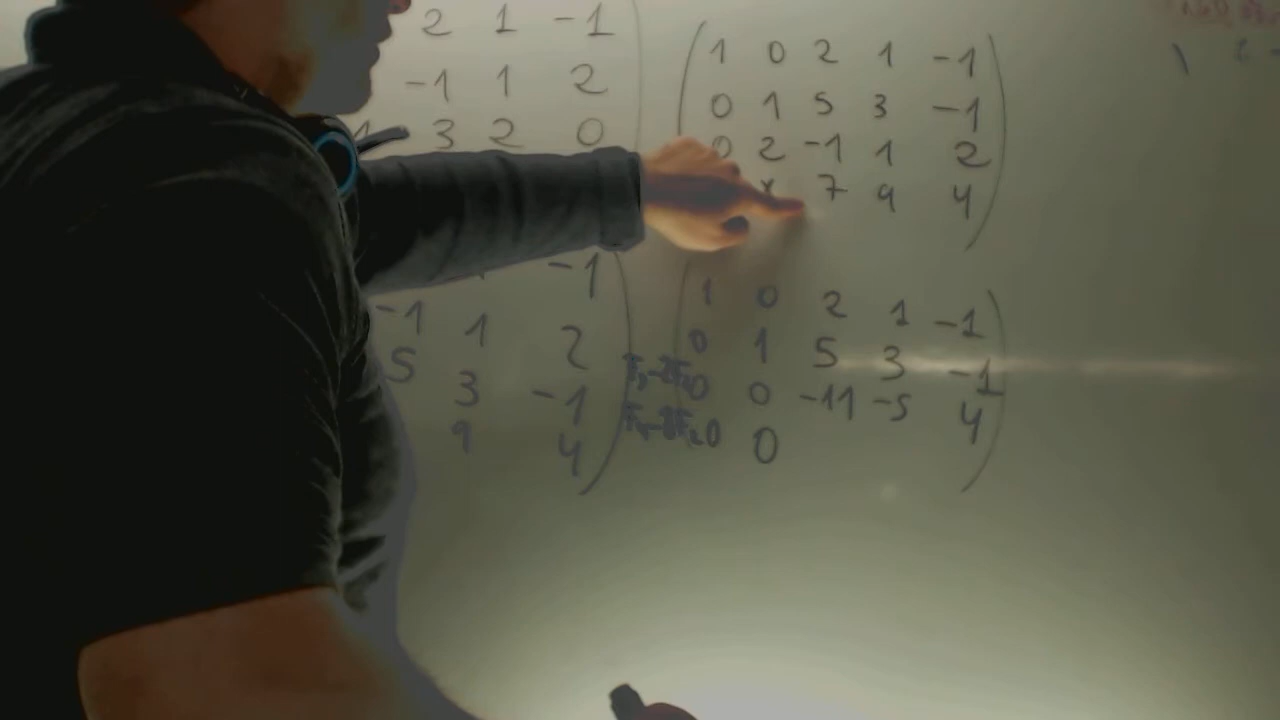 2 1 -1
-1 1 2
3 2 0
1 0 2 1 -1
0 1 5 3 -1
0 2 -1 1 2
7 9 4
-1
-1 1 2
5 3 -1
9 4
1 0 2 1 -1
0 1 5 3 -1
0 0 -11 -5 4
0 0